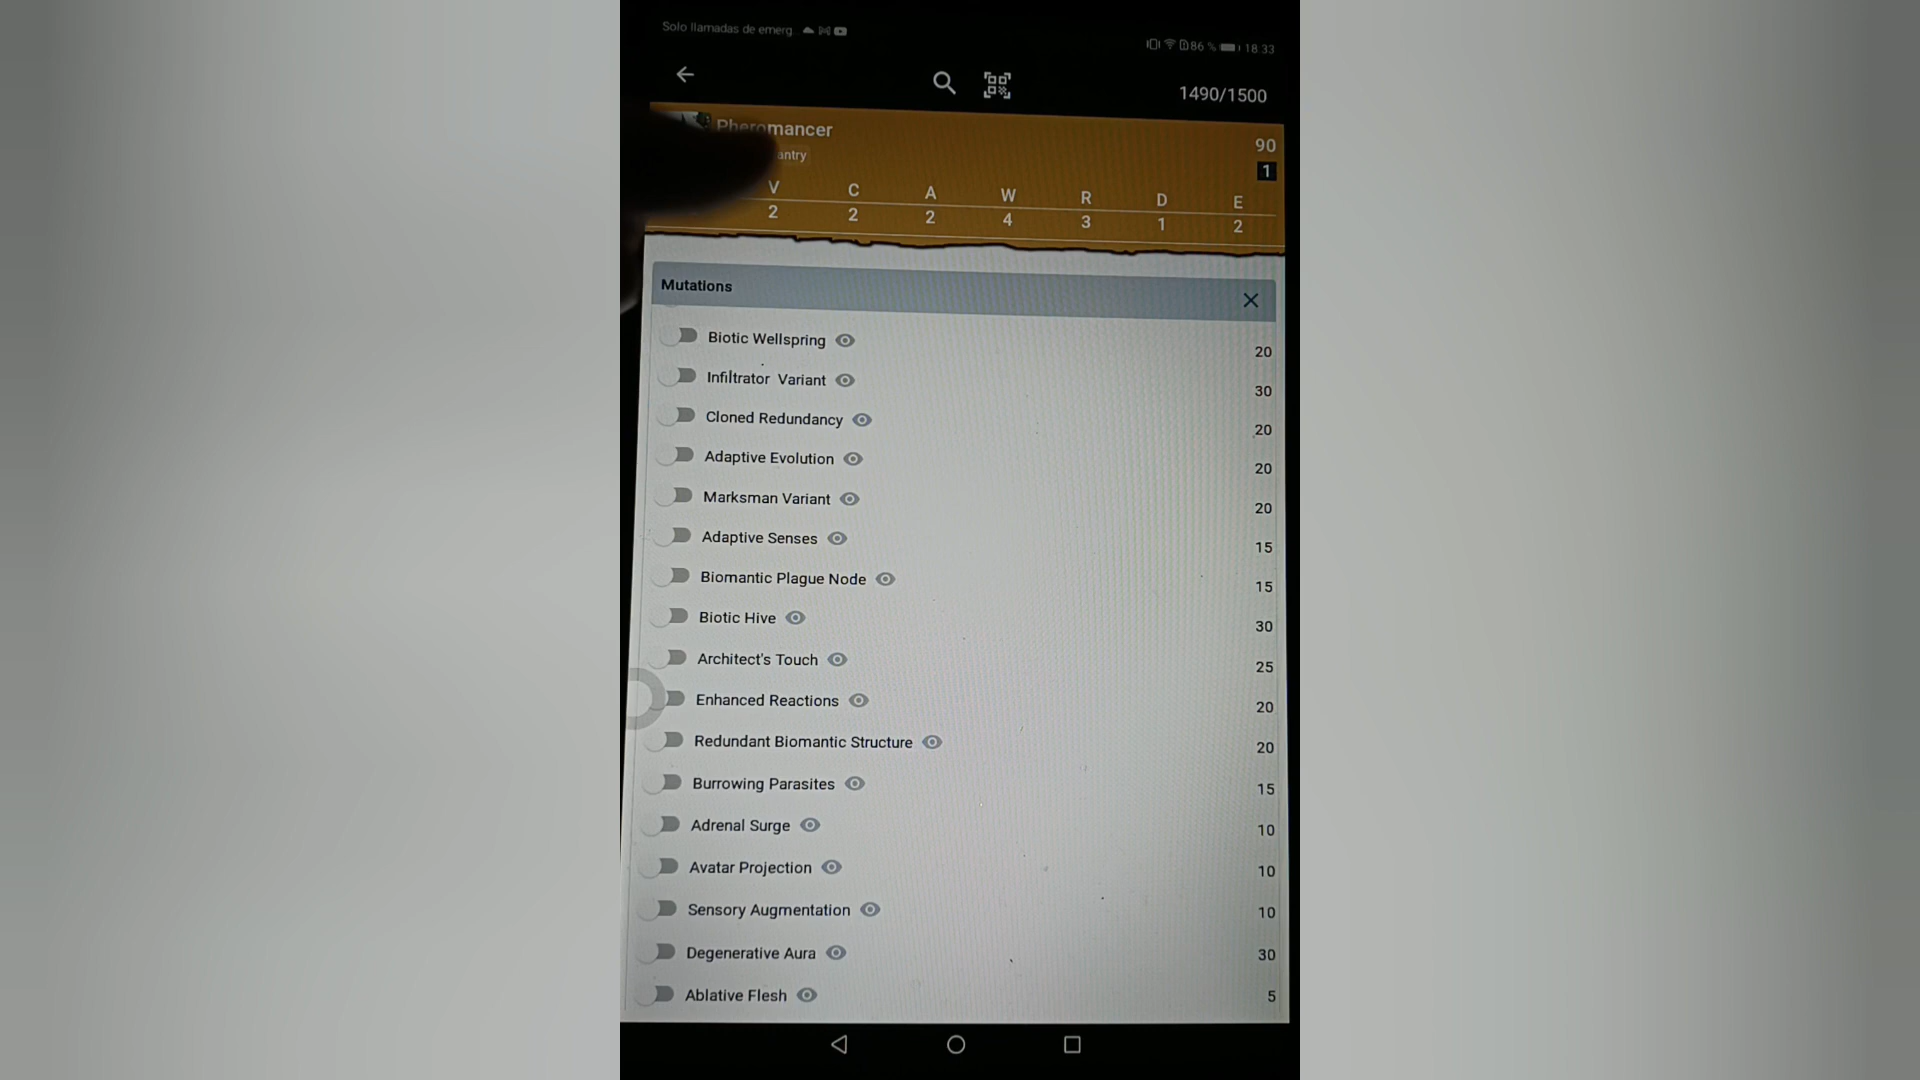 Solo llamadas de emerg...
86 % 18:33
1490/1500
Pheromancer
90
antry
1
V C A W R D E
2 2 2 4 3 1 2
Mutations
Biotic Wellspring 20
Infiltrator Variant 30
Cloned Redundancy 20
Adaptive Evolution 20
Marksman Variant 20
Adaptive Senses 15
Biomantic Plague Node 15
Biotic Hive 30
Architect's Touch 25
Enhanced Reactions 20
Redundant Biomantic Structure 20
Burrowing Parasites 15
Adrenal Surge 10
Avatar Projection 10
Sensory Augmentation 10
Degenerative Aura 30
Ablative Flesh 5